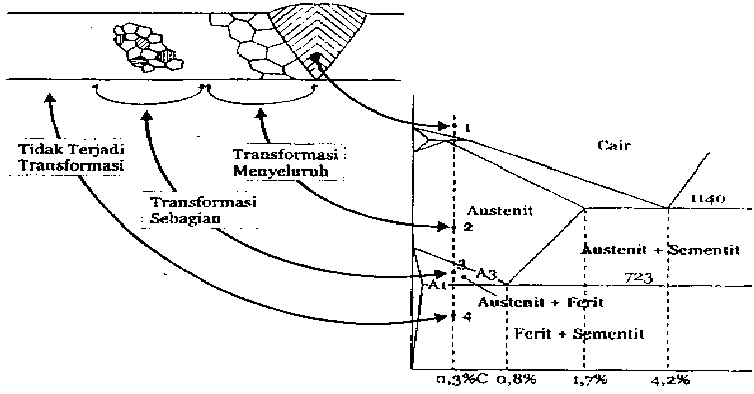 1
Cair
Tidak Terjadi
Transformasi
Transformasi
Menyeluruh
Transformasi
Sebagian
1140
Austenit
2
Austenit + Sementit
3
A3
723
A1
Austenit + Ferit
4
Ferit + Sementit
0,3%C 0,8% 1,7% 4,2%